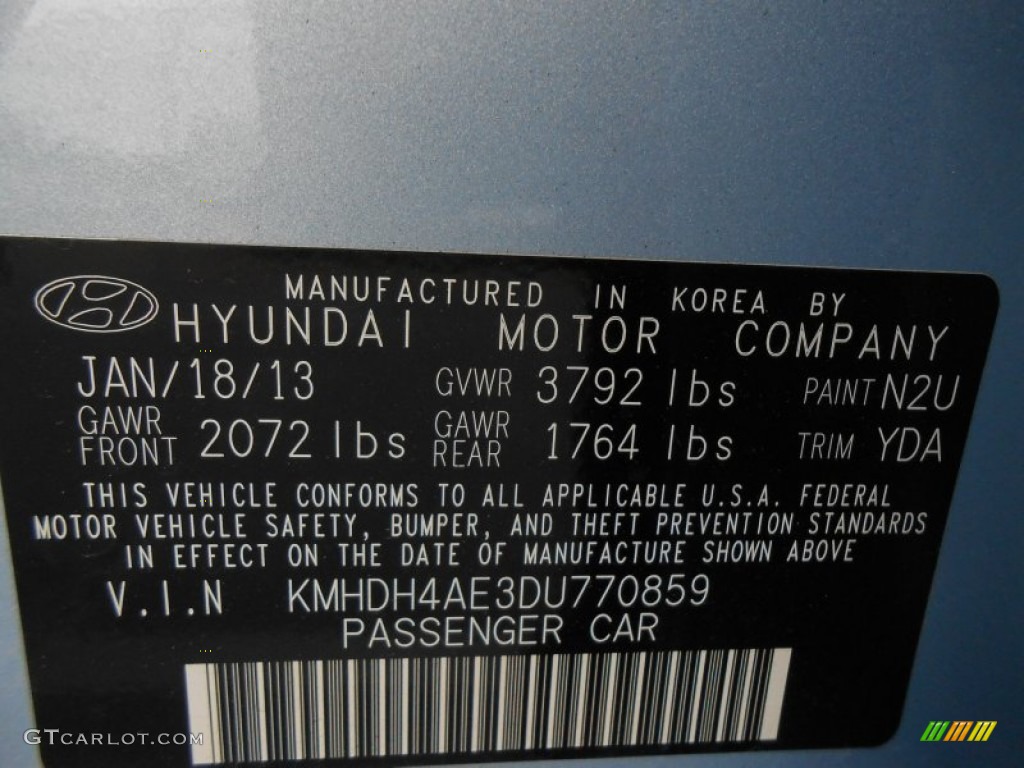 MANUFACTURED IN KOREA BY
HYUNDAI MOTOR COMPANY
JAN/18/13 GVWR 3792 lbs PAINT N2U
GAWR FRONT 2072 lbs GAWR REAR 1764 lbs TRIM YDA
THIS VEHICLE CONFORMS TO ALL APPLICABLE U.S.A. FEDERAL
MOTOR VEHICLE SAFETY, BUMPER, AND THEFT PREVENTION STANDARDS
IN EFFECT ON THE DATE OF MANUFACTURE SHOWN ABOVE
V.I.N KMHDH4AE3DU770859
PASSENGER CAR
GTCARLOT.COM